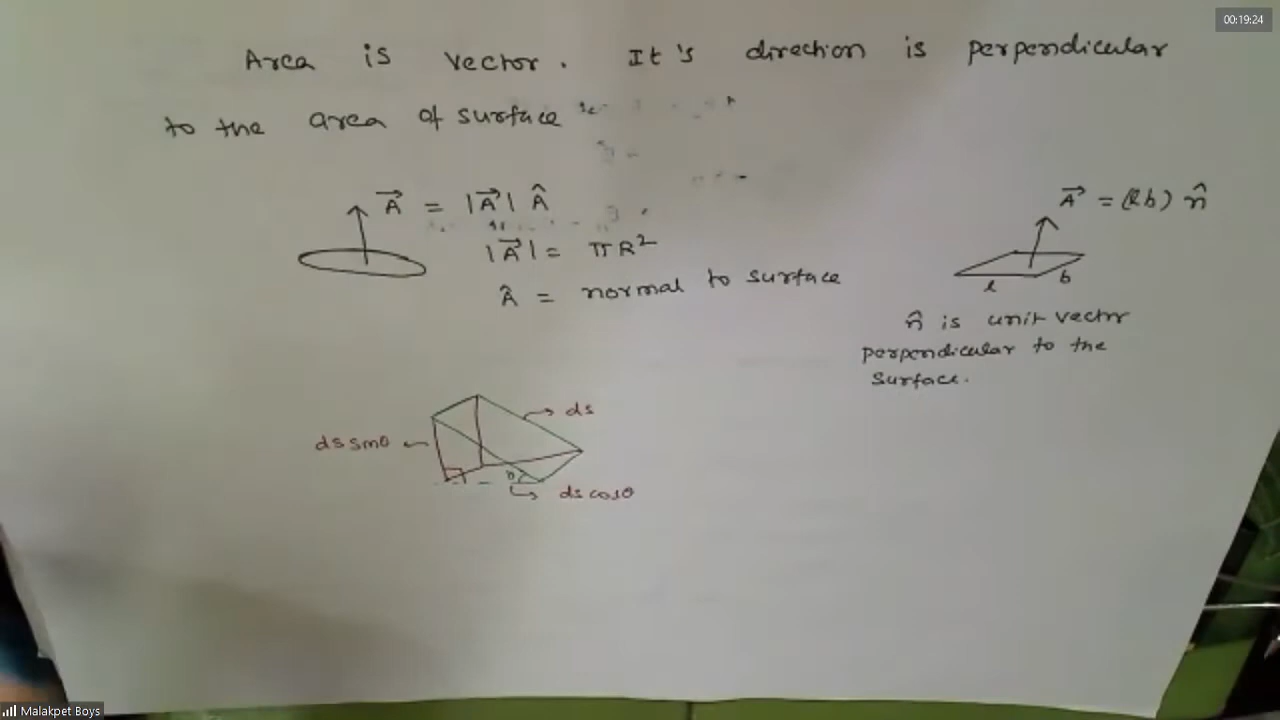 00:19:24
Area is vector. It's direction is perpendicular
to the area of surface
A⃗ = |A⃗| Â
|A⃗| = πR²
Â = normal to surface
A⃗ = (lb) n̂
l
b
n̂ is unit vector
perpendicular to the
surface.
ds
ds sinθ
θ
ds cosθ
Malakpet Boys